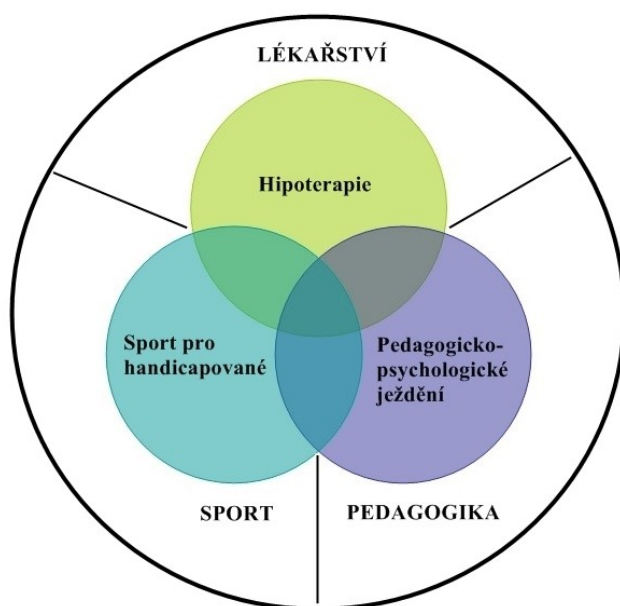 LÉKAŘSTVÍ
Hipoterapie
Sport pro
handicapované
Pedagogicko-
psychologické
ježdění
SPORT
PEDAGOGIKA